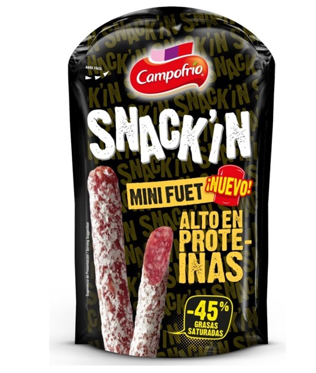 Campofrío
SNACK'IN
MINI FUET
¡NUEVO!
ALTO EN
PROTE-
INAS
-45%
GRASAS
SATURADAS